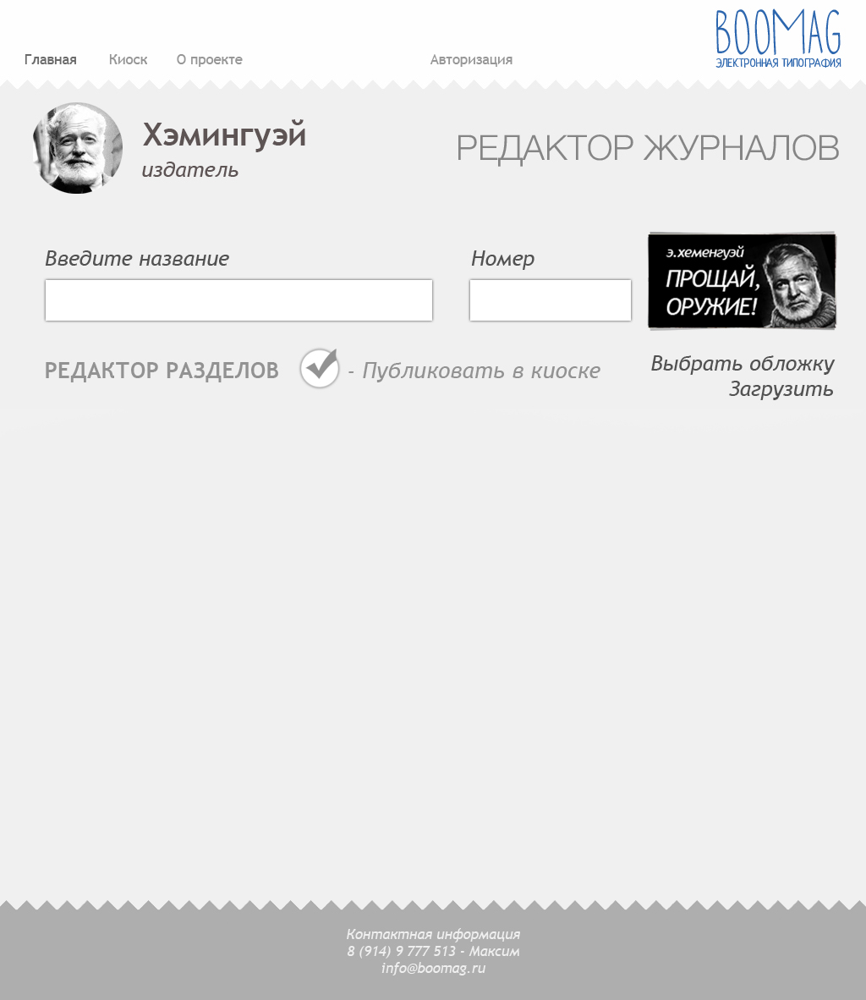 BOOMAG
ЭЛЕКТРОННАЯ ТИПОГРАФИЯ
Главная Киоск О проекте Авторизация
Хэмингуэй
издатель
РЕДАКТОР ЖУРНАЛОВ
Введите название
Номер
э.хеменгуэй
ПРОЩАЙ,
ОРУЖИЕ!
РЕДАКТОР РАЗДЕЛОВ - Публиковать в киоске
Выбрать обложку
Загрузить
Контактная информация
8 (914) 9 777 513 - Максим
info@boomag.ru